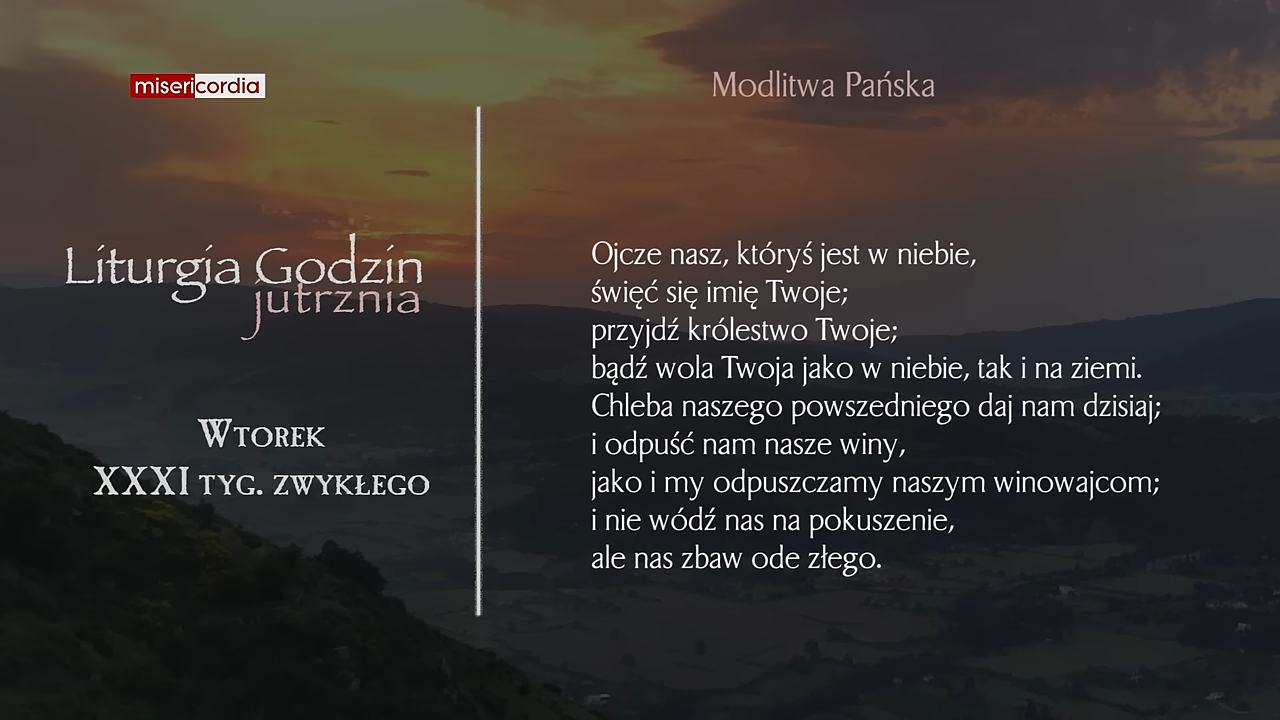 misericordia
Liturgia Godzin
jutrznia
Wtorek
XXXI tyg. zwykłego
Modlitwa Pańska
Ojcze nasz, któryś jest w niebie,
święć się imię Twoje;
przyjdź królestwo Twoje;
bądź wola Twoja jako w niebie, tak i na ziemi.
Chleba naszego powszedniego daj nam dzisiaj;
i odpuść nam nasze winy,
jako i my odpuszczamy naszym winowajcom;
i nie wódź nas na pokuszenie,
ale nas zbaw ode złego.